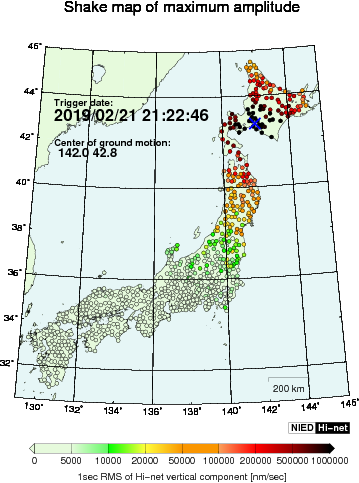 Shake map of maximum amplitude
45˚
44˚
42˚
40˚
38˚
36˚
34˚
32˚
Trigger date:
2019/02/21 21:22:46
Center of ground motion:
142.0 42.8
200 km
130˚ 132˚ 134˚ 136˚ 138˚ 140˚ 142˚ 143˚ 145˚
NIED Hi-net
0 5000 10000 20000 50000 100000 200000 500000 1000000
1sec RMS of Hi-net vertical component [nm/sec]